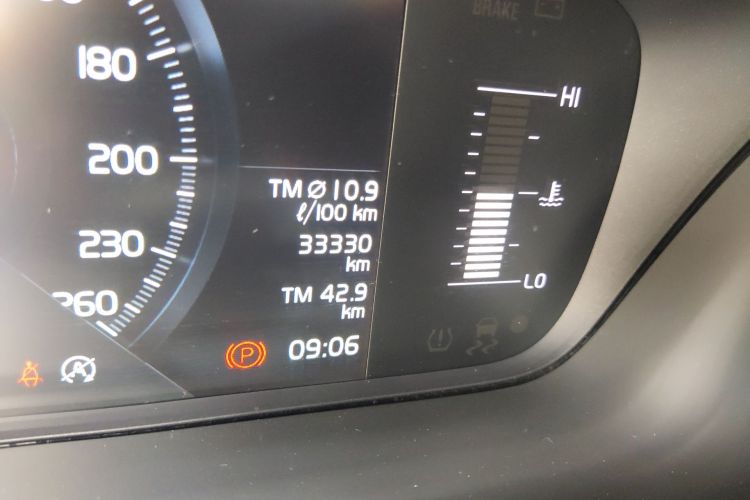 BRAKE
180
200
230
260
TM ⌀ 10.9
ℓ/100 km
33330
km
TM 42.9
km
P
09:06
A
HI
LO